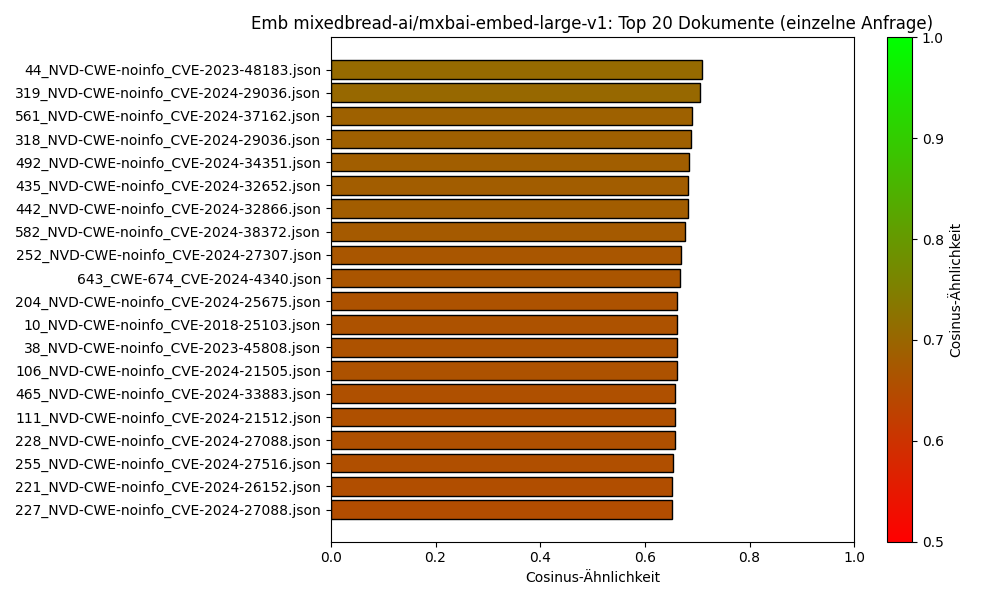 Emb mixedbread-ai/mxbai-embed-large-v1: Top 20 Dokumente (einzelne Anfrage)
44_NVD-CWE-noinfo_CVE-2023-48183.json
319_NVD-CWE-noinfo_CVE-2024-29036.json
561_NVD-CWE-noinfo_CVE-2024-37162.json
318_NVD-CWE-noinfo_CVE-2024-29036.json
492_NVD-CWE-noinfo_CVE-2024-34351.json
435_NVD-CWE-noinfo_CVE-2024-32652.json
442_NVD-CWE-noinfo_CVE-2024-32866.json
582_NVD-CWE-noinfo_CVE-2024-38372.json
252_NVD-CWE-noinfo_CVE-2024-27307.json
643_CWE-674_CVE-2024-4340.json
204_NVD-CWE-noinfo_CVE-2024-25675.json
10_NVD-CWE-noinfo_CVE-2018-25103.json
38_NVD-CWE-noinfo_CVE-2023-45808.json
106_NVD-CWE-noinfo_CVE-2024-21505.json
465_NVD-CWE-noinfo_CVE-2024-33883.json
111_NVD-CWE-noinfo_CVE-2024-21512.json
228_NVD-CWE-noinfo_CVE-2024-27088.json
255_NVD-CWE-noinfo_CVE-2024-27516.json
221_NVD-CWE-noinfo_CVE-2024-26152.json
227_NVD-CWE-noinfo_CVE-2024-27088.json
0.0 0.2 0.4 0.6 0.8 1.0
Cosinus-Ähnlichkeit
1.0
0.9
0.8
0.7
0.6
0.5
Cosinus-Ähnlichkeit